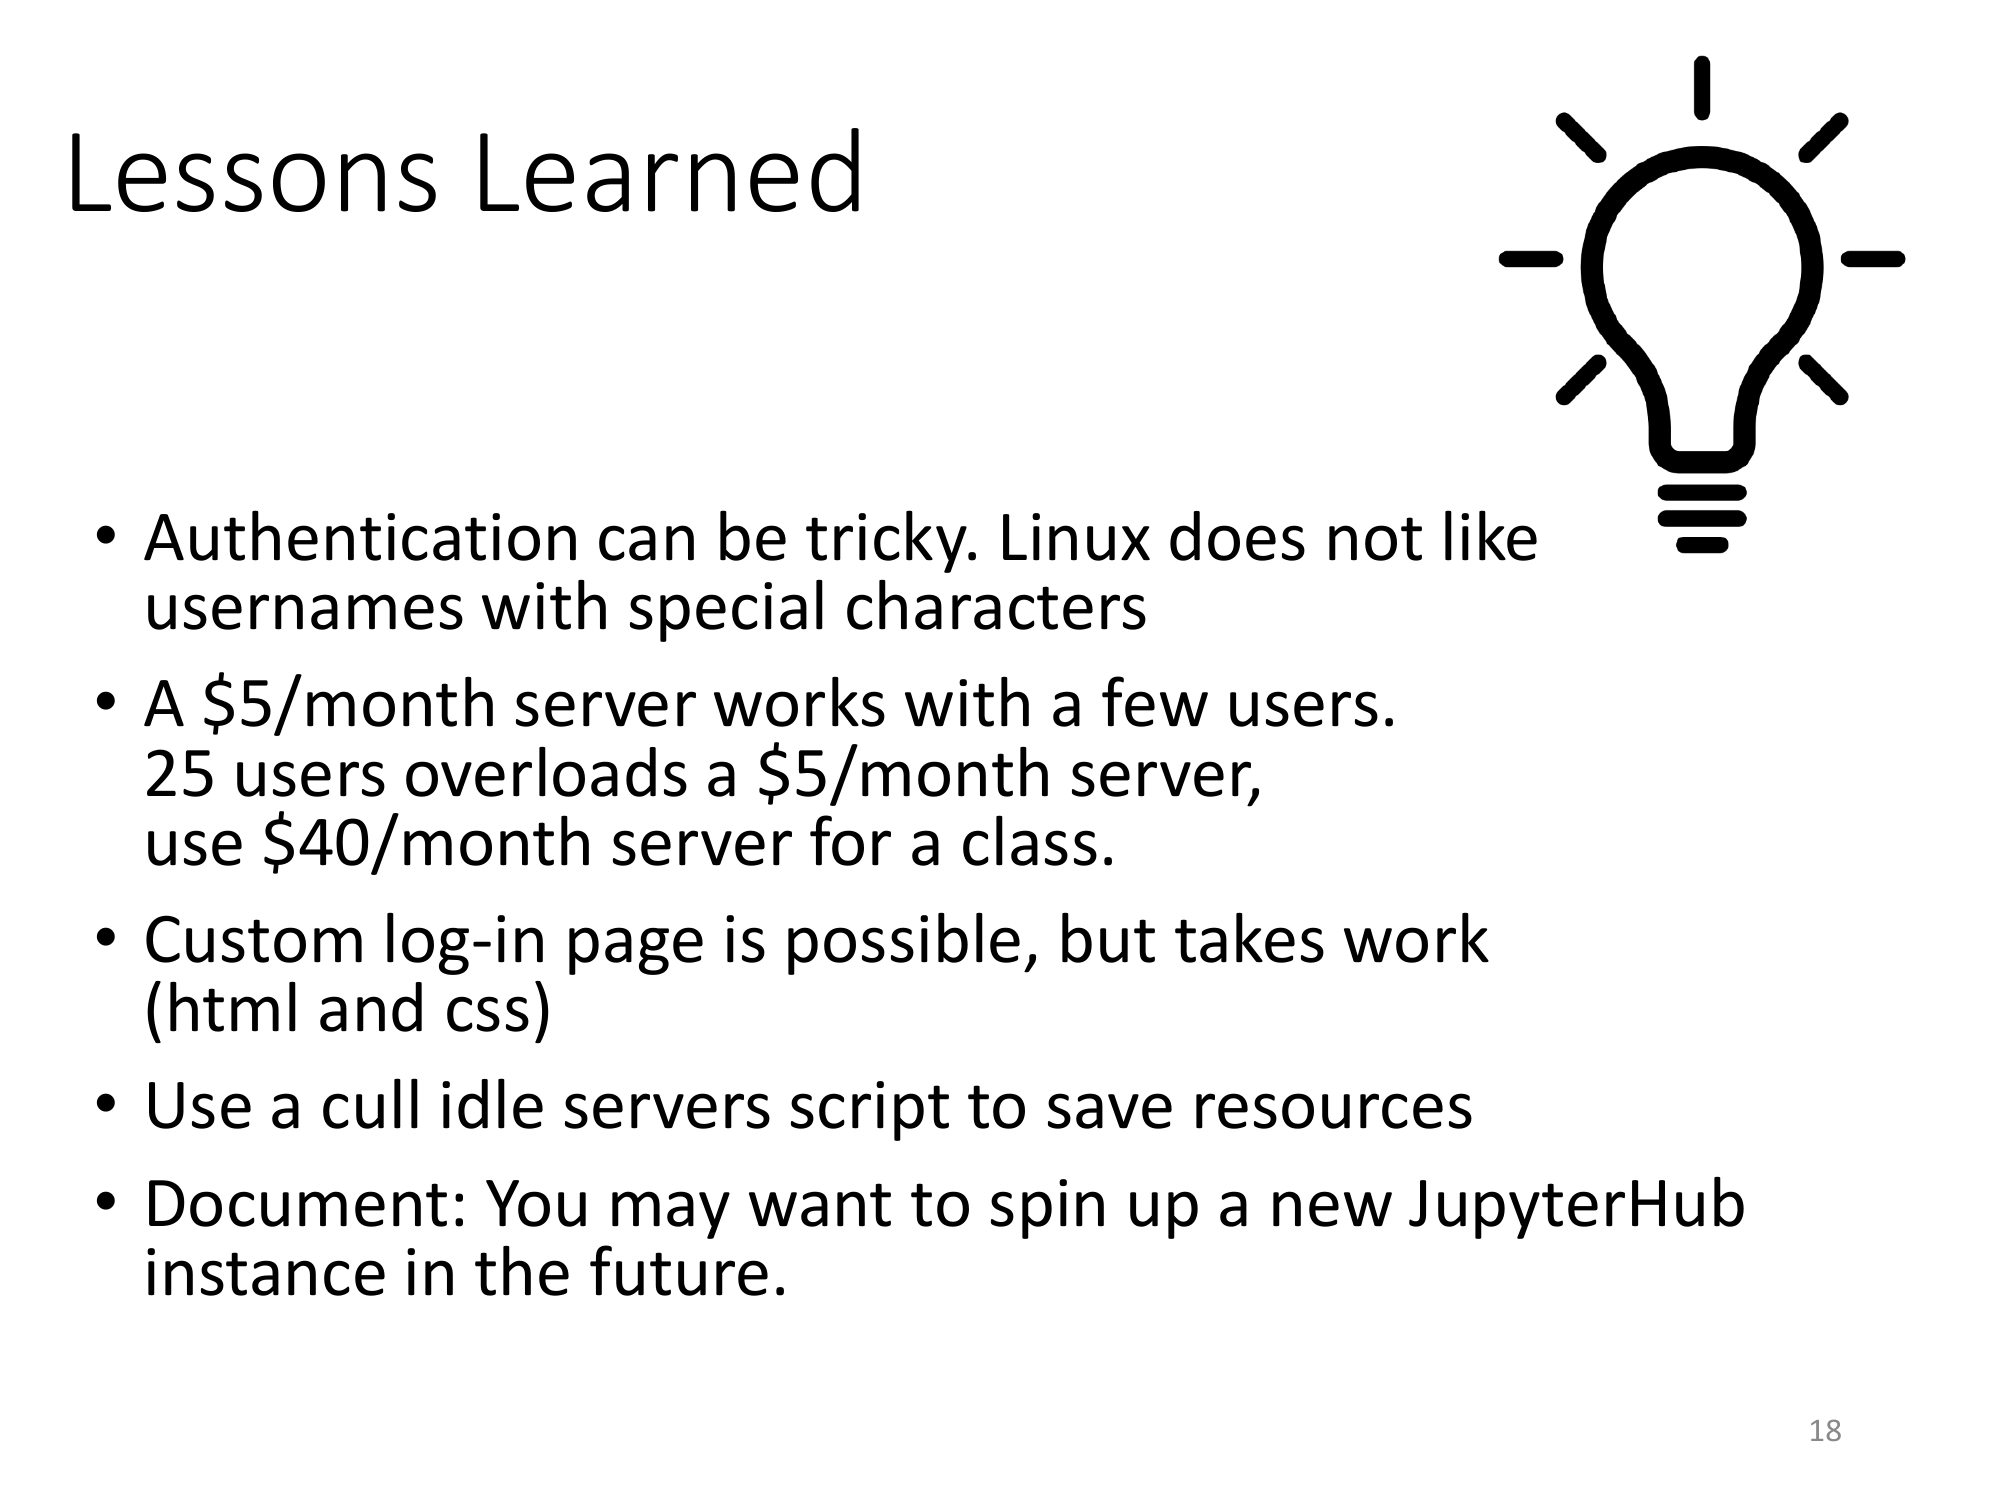 Lessons Learned
• Authentication can be tricky. Linux does not like
usernames with special characters
• A $5/month server works with a few users.
25 users overloads a $5/month server,
use $40/month server for a class.
• Custom log-in page is possible, but takes work
(html and css)
• Use a cull idle servers script to save resources
• Document: You may want to spin up a new JupyterHub
instance in the future.
18